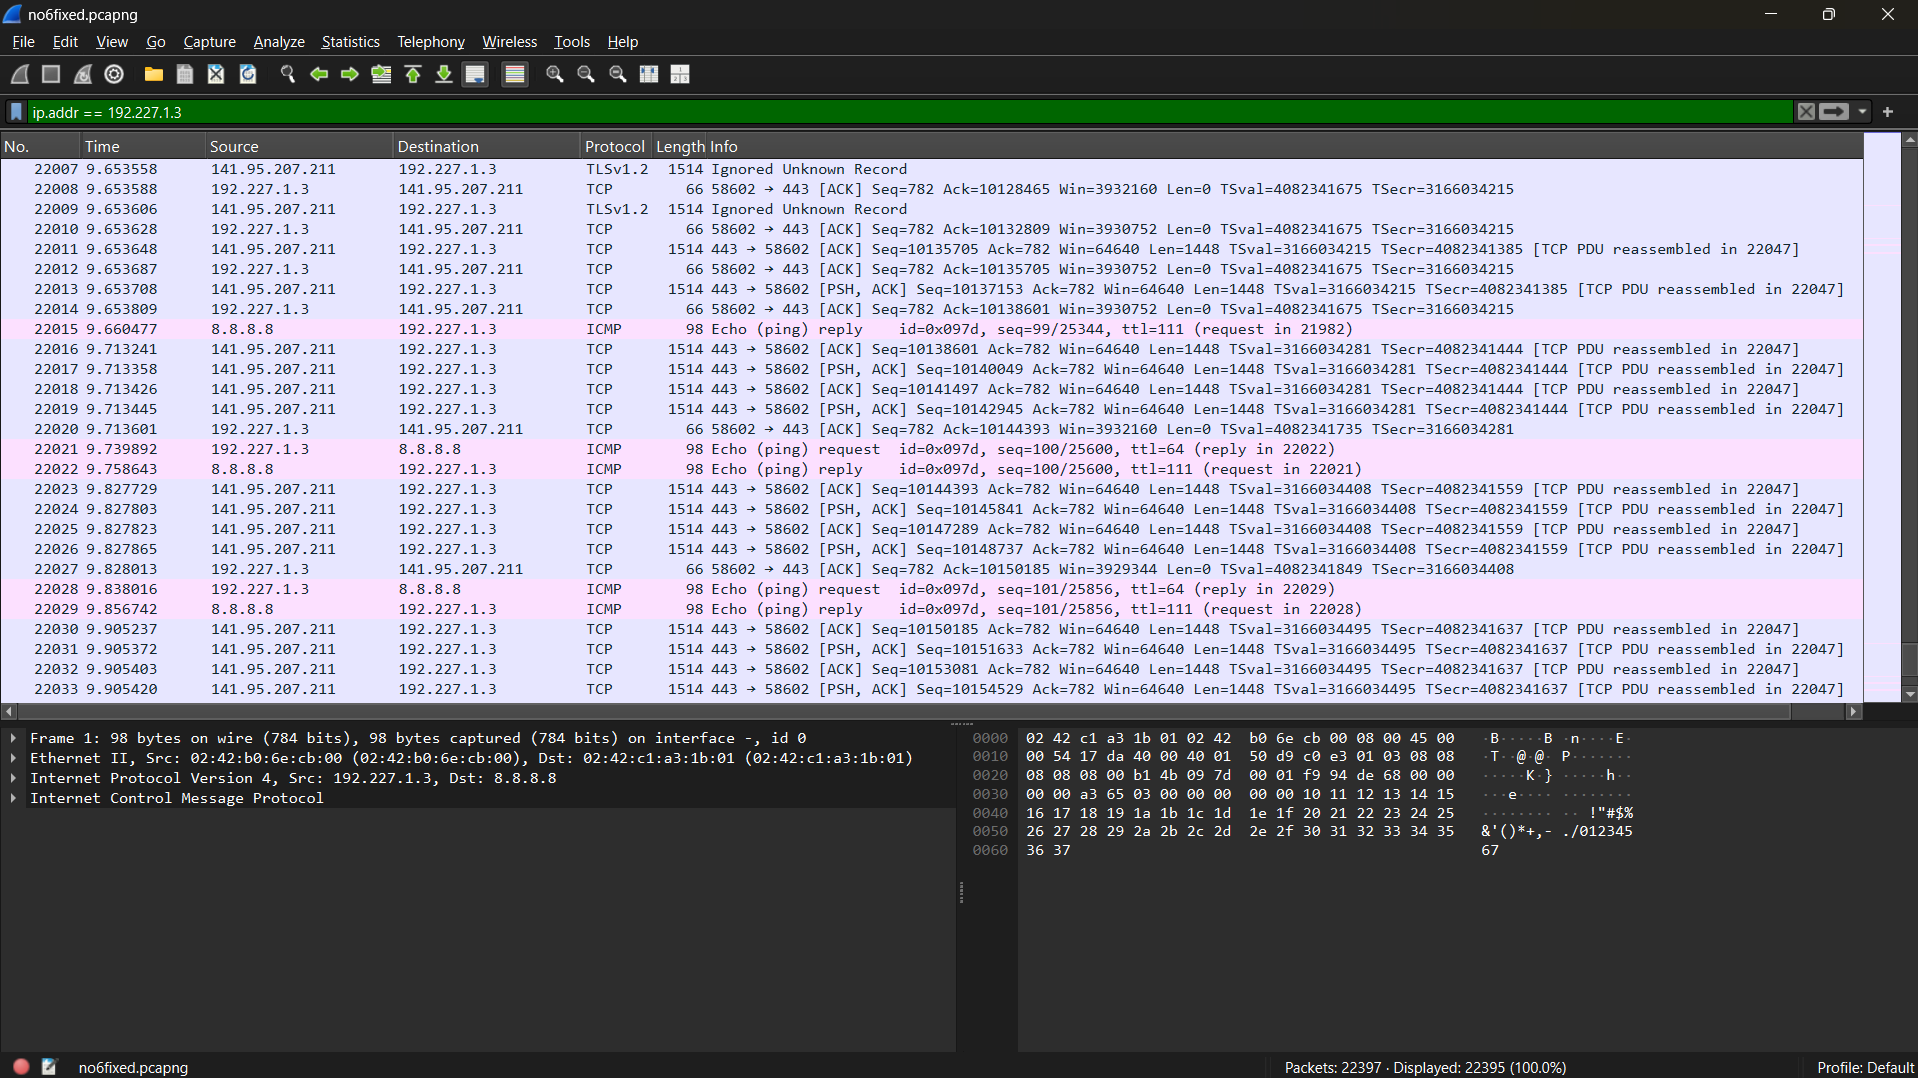 no6fixed.pcapng
File Edit View Go Capture Analyze Statistics Telephony Wireless Tools Help
ip.addr == 192.227.1.3
No. Time Source Destination Protocol Length Info
22007 9.653558 141.95.207.211 192.227.1.3 TLSv1.2 1514 Ignored Unknown Record
22008 9.653588 192.227.1.3 141.95.207.211 TCP 66 58602 → 443 [ACK] Seq=782 Ack=10128465 Win=3932160 Len=0 TSval=4082341675 TSecr=3166034215
22009 9.653606 141.95.207.211 192.227.1.3 TLSv1.2 1514 Ignored Unknown Record
22010 9.653628 192.227.1.3 141.95.207.211 TCP 66 58602 → 443 [ACK] Seq=782 Ack=10132809 Win=3930752 Len=0 TSval=4082341675 TSecr=3166034215
22011 9.653648 141.95.207.211 192.227.1.3 TCP 1514 443 → 58602 [ACK] Seq=10135705 Ack=782 Win=64640 Len=1448 TSval=3166034215 TSecr=4082341385 [TCP PDU reassembled in 22047]
22012 9.653687 192.227.1.3 141.95.207.211 TCP 66 58602 → 443 [ACK] Seq=782 Ack=10135705 Win=3930752 Len=0 TSval=4082341675 TSecr=3166034215
22013 9.653708 141.95.207.211 192.227.1.3 TCP 1514 443 → 58602 [PSH, ACK] Seq=10137153 Ack=782 Win=64640 Len=1448 TSval=3166034215 TSecr=4082341385 [TCP PDU reassembled in 22047]
22014 9.653809 192.227.1.3 141.95.207.211 TCP 66 58602 → 443 [ACK] Seq=782 Ack=10138601 Win=3930752 Len=0 TSval=4082341675 TSecr=3166034215
22015 9.660477 8.8.8.8 192.227.1.3 ICMP 98 Echo (ping) reply id=0x097d, seq=99/25344, ttl=111 (request in 21982)
22016 9.713241 141.95.207.211 192.227.1.3 TCP 1514 443 → 58602 [ACK] Seq=10138601 Ack=782 Win=64640 Len=1448 TSval=3166034281 TSecr=4082341444 [TCP PDU reassembled in 22047]
22017 9.713358 141.95.207.211 192.227.1.3 TCP 1514 443 → 58602 [PSH, ACK] Seq=10140049 Ack=782 Win=64640 Len=1448 TSval=3166034281 TSecr=4082341444 [TCP PDU reassembled in 22047]
22018 9.713426 141.95.207.211 192.227.1.3 TCP 1514 443 → 58602 [ACK] Seq=10141497 Ack=782 Win=64640 Len=1448 TSval=3166034281 TSecr=4082341444 [TCP PDU reassembled in 22047]
22019 9.713445 141.95.207.211 192.227.1.3 TCP 1514 443 → 58602 [PSH, ACK] Seq=10142945 Ack=782 Win=64640 Len=1448 TSval=3166034281 TSecr=4082341444 [TCP PDU reassembled in 22047]
22020 9.713601 192.227.1.3 141.95.207.211 TCP 66 58602 → 443 [ACK] Seq=782 Ack=10144393 Win=3932160 Len=0 TSval=4082341735 TSecr=3166034281
22021 9.739892 192.227.1.3 8.8.8.8 ICMP 98 Echo (ping) request id=0x097d, seq=100/25600, ttl=64 (reply in 22022)
22022 9.758643 8.8.8.8 192.227.1.3 ICMP 98 Echo (ping) reply id=0x097d, seq=100/25600, ttl=111 (request in 22021)
22023 9.827729 141.95.207.211 192.227.1.3 TCP 1514 443 → 58602 [ACK] Seq=10144393 Ack=782 Win=64640 Len=1448 TSval=3166034408 TSecr=4082341559 [TCP PDU reassembled in 22047]
22024 9.827803 141.95.207.211 192.227.1.3 TCP 1514 443 → 58602 [PSH, ACK] Seq=10145841 Ack=782 Win=64640 Len=1448 TSval=3166034408 TSecr=4082341559 [TCP PDU reassembled in 22047]
22025 9.827823 141.95.207.211 192.227.1.3 TCP 1514 443 → 58602 [ACK] Seq=10147289 Ack=782 Win=64640 Len=1448 TSval=3166034408 TSecr=4082341559 [TCP PDU reassembled in 22047]
22026 9.827865 141.95.207.211 192.227.1.3 TCP 1514 443 → 58602 [PSH, ACK] Seq=10148737 Ack=782 Win=64640 Len=1448 TSval=3166034408 TSecr=4082341559 [TCP PDU reassembled in 22047]
22027 9.828013 192.227.1.3 141.95.207.211 TCP 66 58602 → 443 [ACK] Seq=782 Ack=10150185 Win=3929344 Len=0 TSval=4082341849 TSecr=3166034408
22028 9.838016 192.227.1.3 8.8.8.8 ICMP 98 Echo (ping) request id=0x097d, seq=101/25856, ttl=64 (reply in 22029)
22029 9.856742 8.8.8.8 192.227.1.3 ICMP 98 Echo (ping) reply id=0x097d, seq=101/25856, ttl=111 (request in 22028)
22030 9.905237 141.95.207.211 192.227.1.3 TCP 1514 443 → 58602 [ACK] Seq=10150185 Ack=782 Win=64640 Len=1448 TSval=3166034495 TSecr=4082341637 [TCP PDU reassembled in 22047]
22031 9.905372 141.95.207.211 192.227.1.3 TCP 1514 443 → 58602 [PSH, ACK] Seq=10151633 Ack=782 Win=64640 Len=1448 TSval=3166034495 TSecr=4082341637 [TCP PDU reassembled in 22047]
22032 9.905403 141.95.207.211 192.227.1.3 TCP 1514 443 → 58602 [ACK] Seq=10153081 Ack=782 Win=64640 Len=1448 TSval=3166034495 TSecr=4082341637 [TCP PDU reassembled in 22047]
22033 9.905420 141.95.207.211 192.227.1.3 TCP 1514 443 → 58602 [PSH, ACK] Seq=10154529 Ack=782 Win=64640 Len=1448 TSval=3166034495 TSecr=4082341637 [TCP PDU reassembled in 22047]
Frame 1: 98 bytes on wire (784 bits), 98 bytes captured (784 bits) on interface -, id 0
Ethernet II, Src: 02:42:b0:6e:cb:00 (02:42:b0:6e:cb:00), Dst: 02:42:c1:a3:1b:01 (02:42:c1:a3:1b:01)
Internet Protocol Version 4, Src: 192.227.1.3, Dst: 8.8.8.8
Internet Control Message Protocol
0000 02 42 c1 a3 1b 01 02 42 b0 6e cb 00 08 00 45 00 ·B·····B ·n····E·
0010 00 54 17 da 40 00 40 01 50 d9 c0 e3 01 03 08 08 ·T··@·@· P·······
0020 08 08 08 00 b1 4b 09 7d 00 01 f9 94 de 68 00 00 ·····K·} ·····h··
0030 00 00 a3 65 03 00 00 00 00 00 10 11 12 13 14 15 ···e···· ········
0040 16 17 18 19 1a 1b 1c 1d 1e 1f 20 21 22 23 24 25 ········ ·· !"#$%
0050 26 27 28 29 2a 2b 2c 2d 2e 2f 30 31 32 33 34 35 &'()*+,- ./012345
0060 36 37 67
no6fixed.pcapng
Packets: 22397 · Displayed: 22395 (100.0%)
Profile: Default